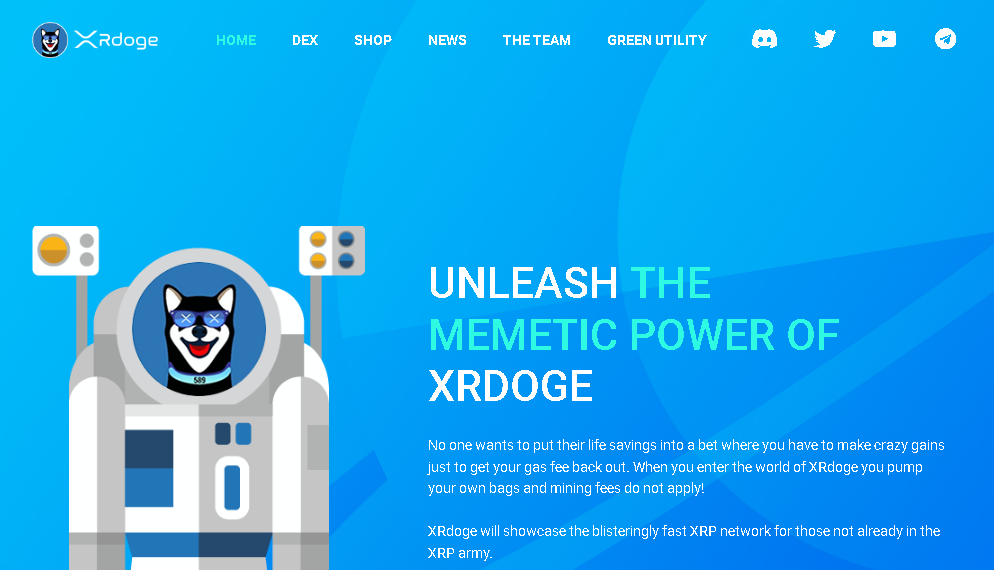 XRdoge
HOME DEX SHOP NEWS THE TEAM GREEN UTILITY
589
UNLEASH THE
MEMETIC POWER OF
XRDOGE
No one wants to put their life savings into a bet where you have to make crazy gains
just to get your gas fee back out. When you enter the world of XRdoge you pump
your own bags and mining fees do not apply!
XRdoge will showcase the blisteringly fast XRP network for those not already in the
XRP army.